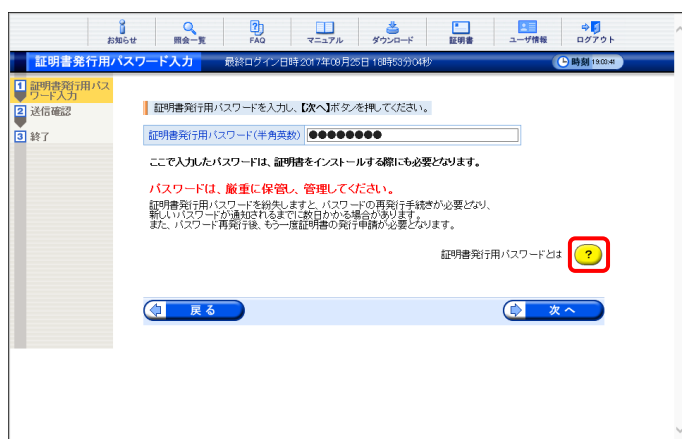 お知らせ 照会一覧 FAQ マニュアル ダウンロード 証明書 ユーザ情報 ログアウト
証明書発行用パスワード入力 最終ログイン日時 2017年09月25日 18時53分04秒 時刻 19:03:41
1 証明書発行用パス
ワード入力
2 送信確認
3 終了
証明書発行用パスワードを入力し、【次へ】ボタンを押してください。
証明書発行用パスワード(半角英数) ●●●●●●●●
ここで入力したパスワードは、証明書をインストールする際にも必要となります。
パスワードは、厳重に保管し、管理してください。
証明書発行用パスワードを紛失しますと、パスワードの再発行手続きが必要となり、
新しいパスワードが通知されるまでに数日かかる場合があります。
また、パスワード再発行後、もう一度証明書の発行申請が必要となります。
証明書発行用パスワードとは ?
戻る 次へ